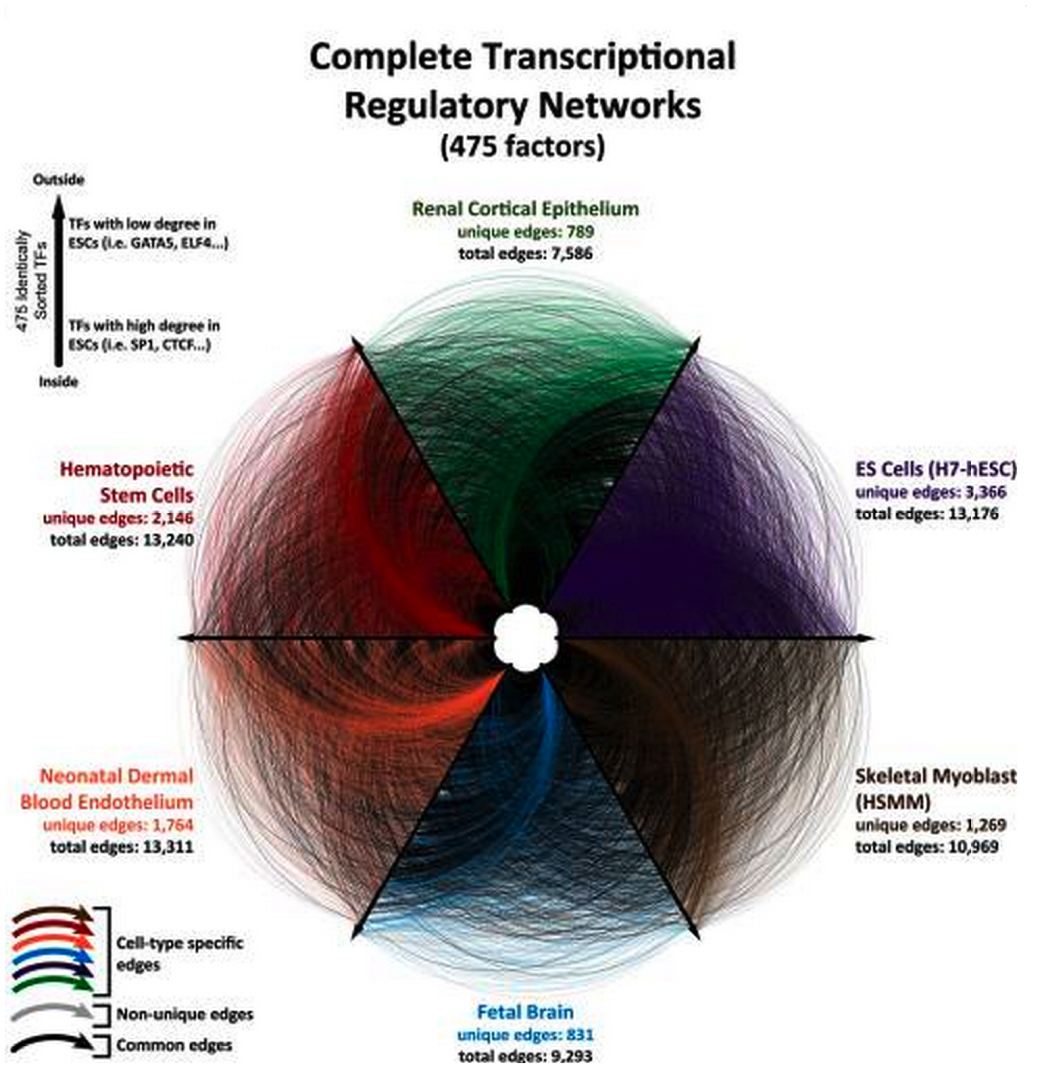 Complete Transcriptional
Regulatory Networks
(475 factors)
Outside
475 Identically
Sorted TFs
TFs with low degree in
ESCs (i.e. GATA5, ELF4...)
TFs with high degree in
ESCs (i.e. SP1, CTCF...)
Inside
Renal Cortical Epithelium
unique edges: 789
total edges: 7,586
Hematopoietic
Stem Cells
unique edges: 2,146
total edges: 13,240
ES Cells (H7-hESC)
unique edges: 3,366
total edges: 13,176
Neonatal Dermal
Blood Endothelium
unique edges: 1,764
total edges: 13,311
Skeletal Myoblast
(HSMM)
unique edges: 1,269
total edges: 10,969
Cell-type specific
edges
Non-unique edges
Common edges
Fetal Brain
unique edges: 831
total edges: 9,293